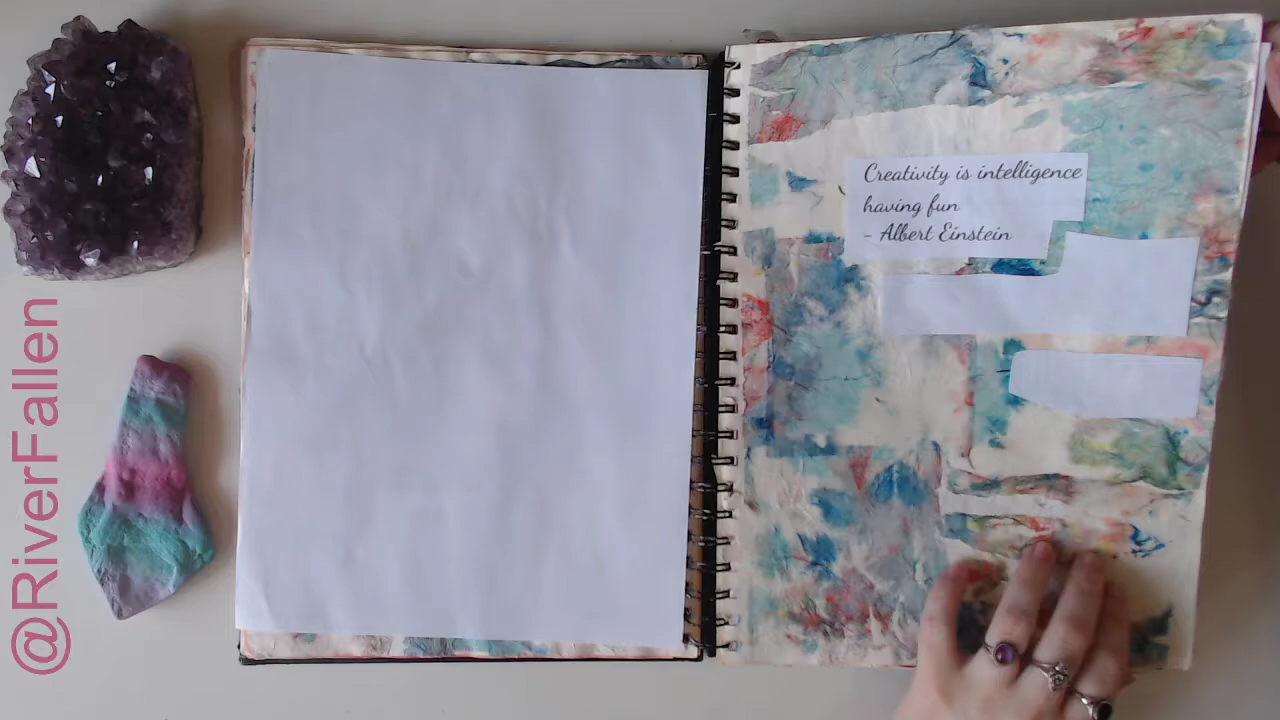 @RiverFallen
Creativity is intelligence
having fun
- Albert Einstein